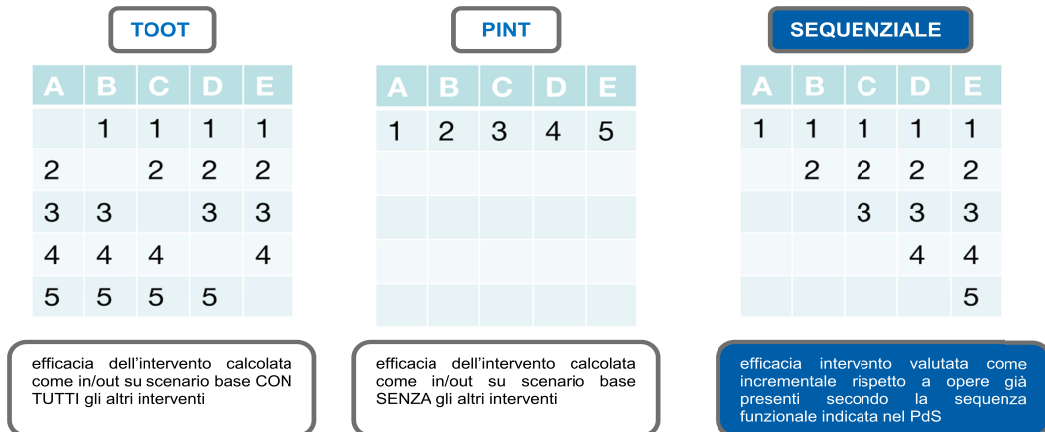 TOOT
A B C D E
1 1 1 1
2 2 2 2
3 3 3 3
4 4 4 4
5 5 5 5
efficacia dell'intervento calcolata
come in/out su scenario base CON
TUTTI gli altri interventi
PINT
A B C D E
1 2 3 4 5
efficacia dell'intervento calcolata
come in/out su scenario base
SENZA gli altri interventi
SEQUENZIALE
A B C D E
1 1 1 1 1
2 2 2 2
3 3 3
4 4
5
efficacia intervento valutata come
incrementale rispetto a opere già
presenti secondo la sequenza
funzionale indicata nel PdS